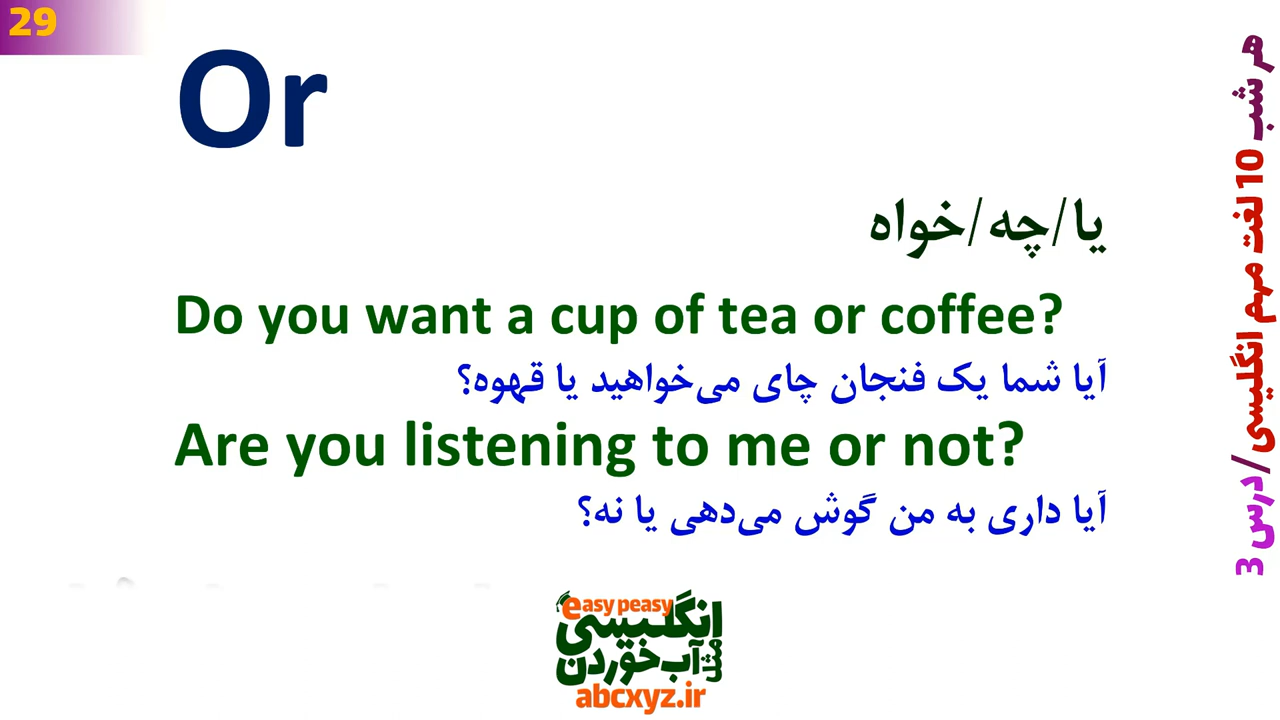 29
Or
یا/چه/خواه
Do you want a cup of tea or coffee?
آیا شما یک فنجان چای می‌خواهید یا قهوه؟
Are you listening to me or not?
آیا داری به من گوش می‌دهی یا نه؟
هر شب 10 لغت مهم انگلیسی/درس 3
easy peasy
انگلیسی
مثل آب خوردن
abcxyz.ir